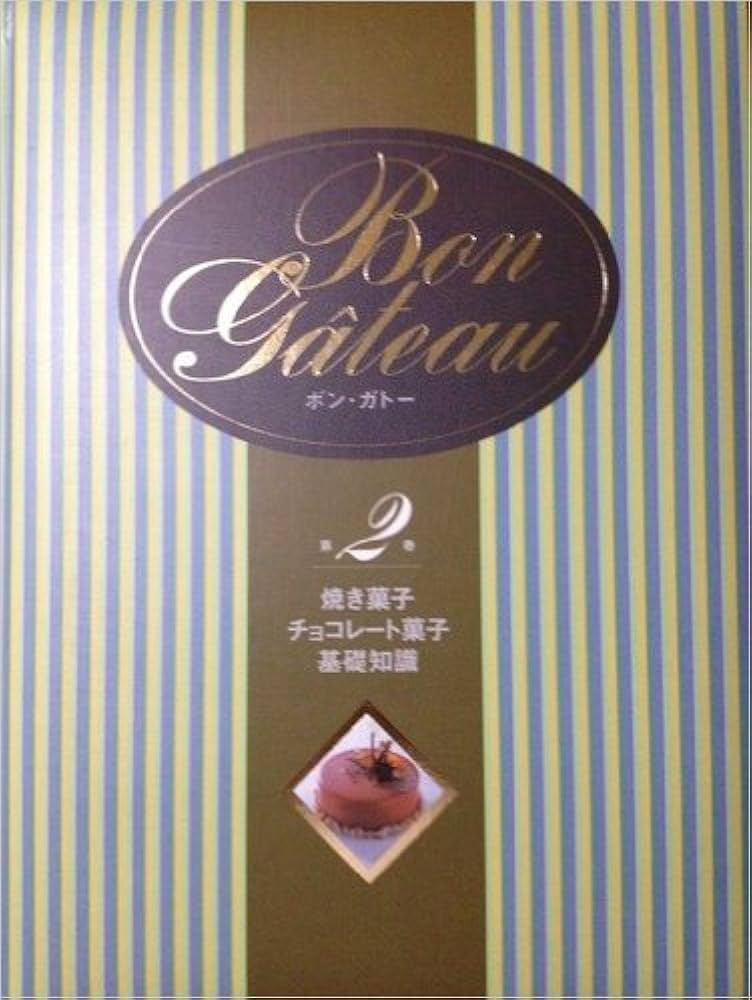 Bon
Gâteau
ボン・ガトー
第2巻
焼き菓子
チョコレート菓子
基礎知識